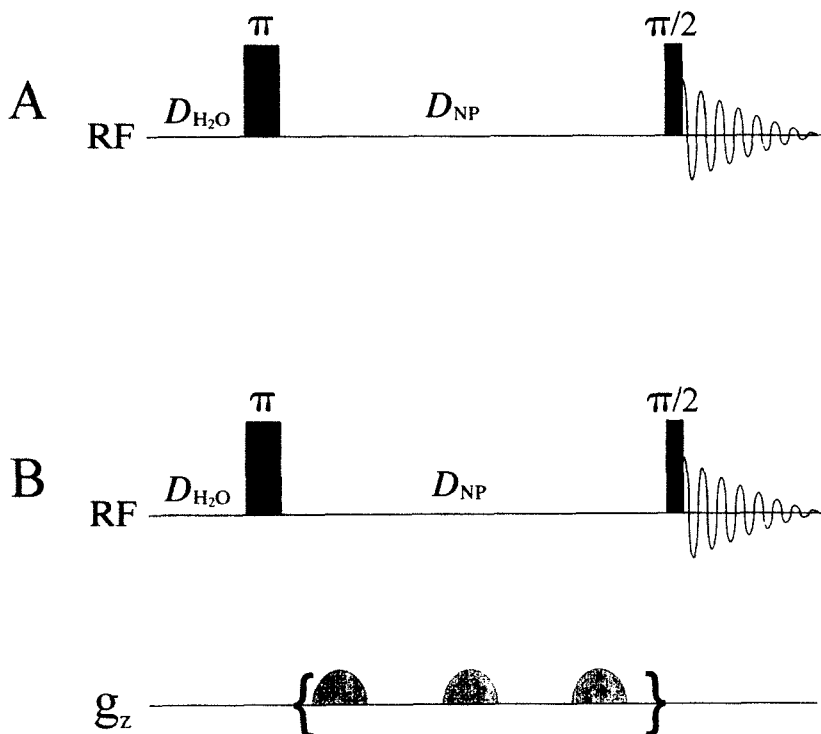 π π/2
A
D_H₂O D_NP
RF
π π/2
B
D_H₂O D_NP
RF
{ }
g_z